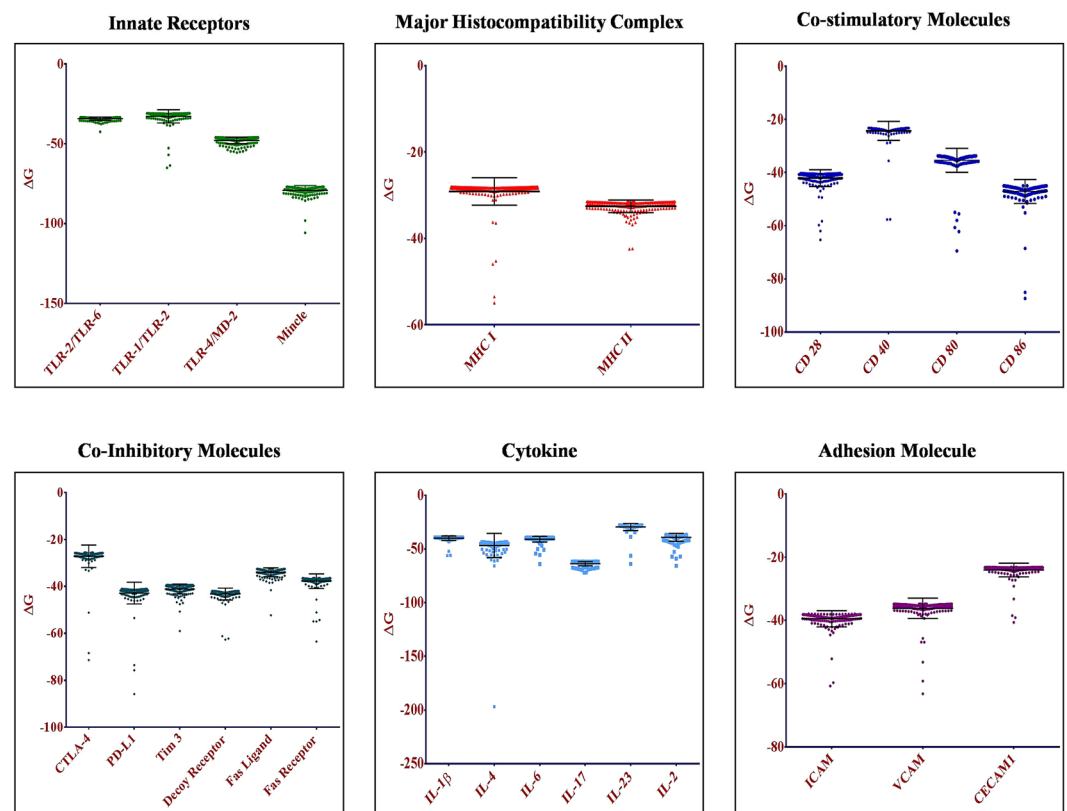 Innate Receptors
0
-50
-100
-150
ΔG
TLR-2/TLR-6
TLR-1/TLR-2
TLR-4/MD-2
Mincle
Major Histocompatibility Complex
0
-20
-40
-60
ΔG
MHC I
MHC II
Co-stimulatory Molecules
0
-20
-40
-60
-80
-100
ΔG
CD 28
CD 40
CD 80
CD 86
Co-Inhibitory Molecules
0
-20
-40
-60
-80
-100
ΔG
CTLA-4
PD-L1
Tim 3
Decoy Receptor
Fas Ligand
Fas Receptor
Cytokine
0
-50
-100
-150
-200
-250
ΔG
IL-1β
IL-4
IL-6
IL-17
IL-23
IL-2
Adhesion Molecule
0
-20
-40
-60
-80
ΔG
ICAM
VCAM
CECAM1